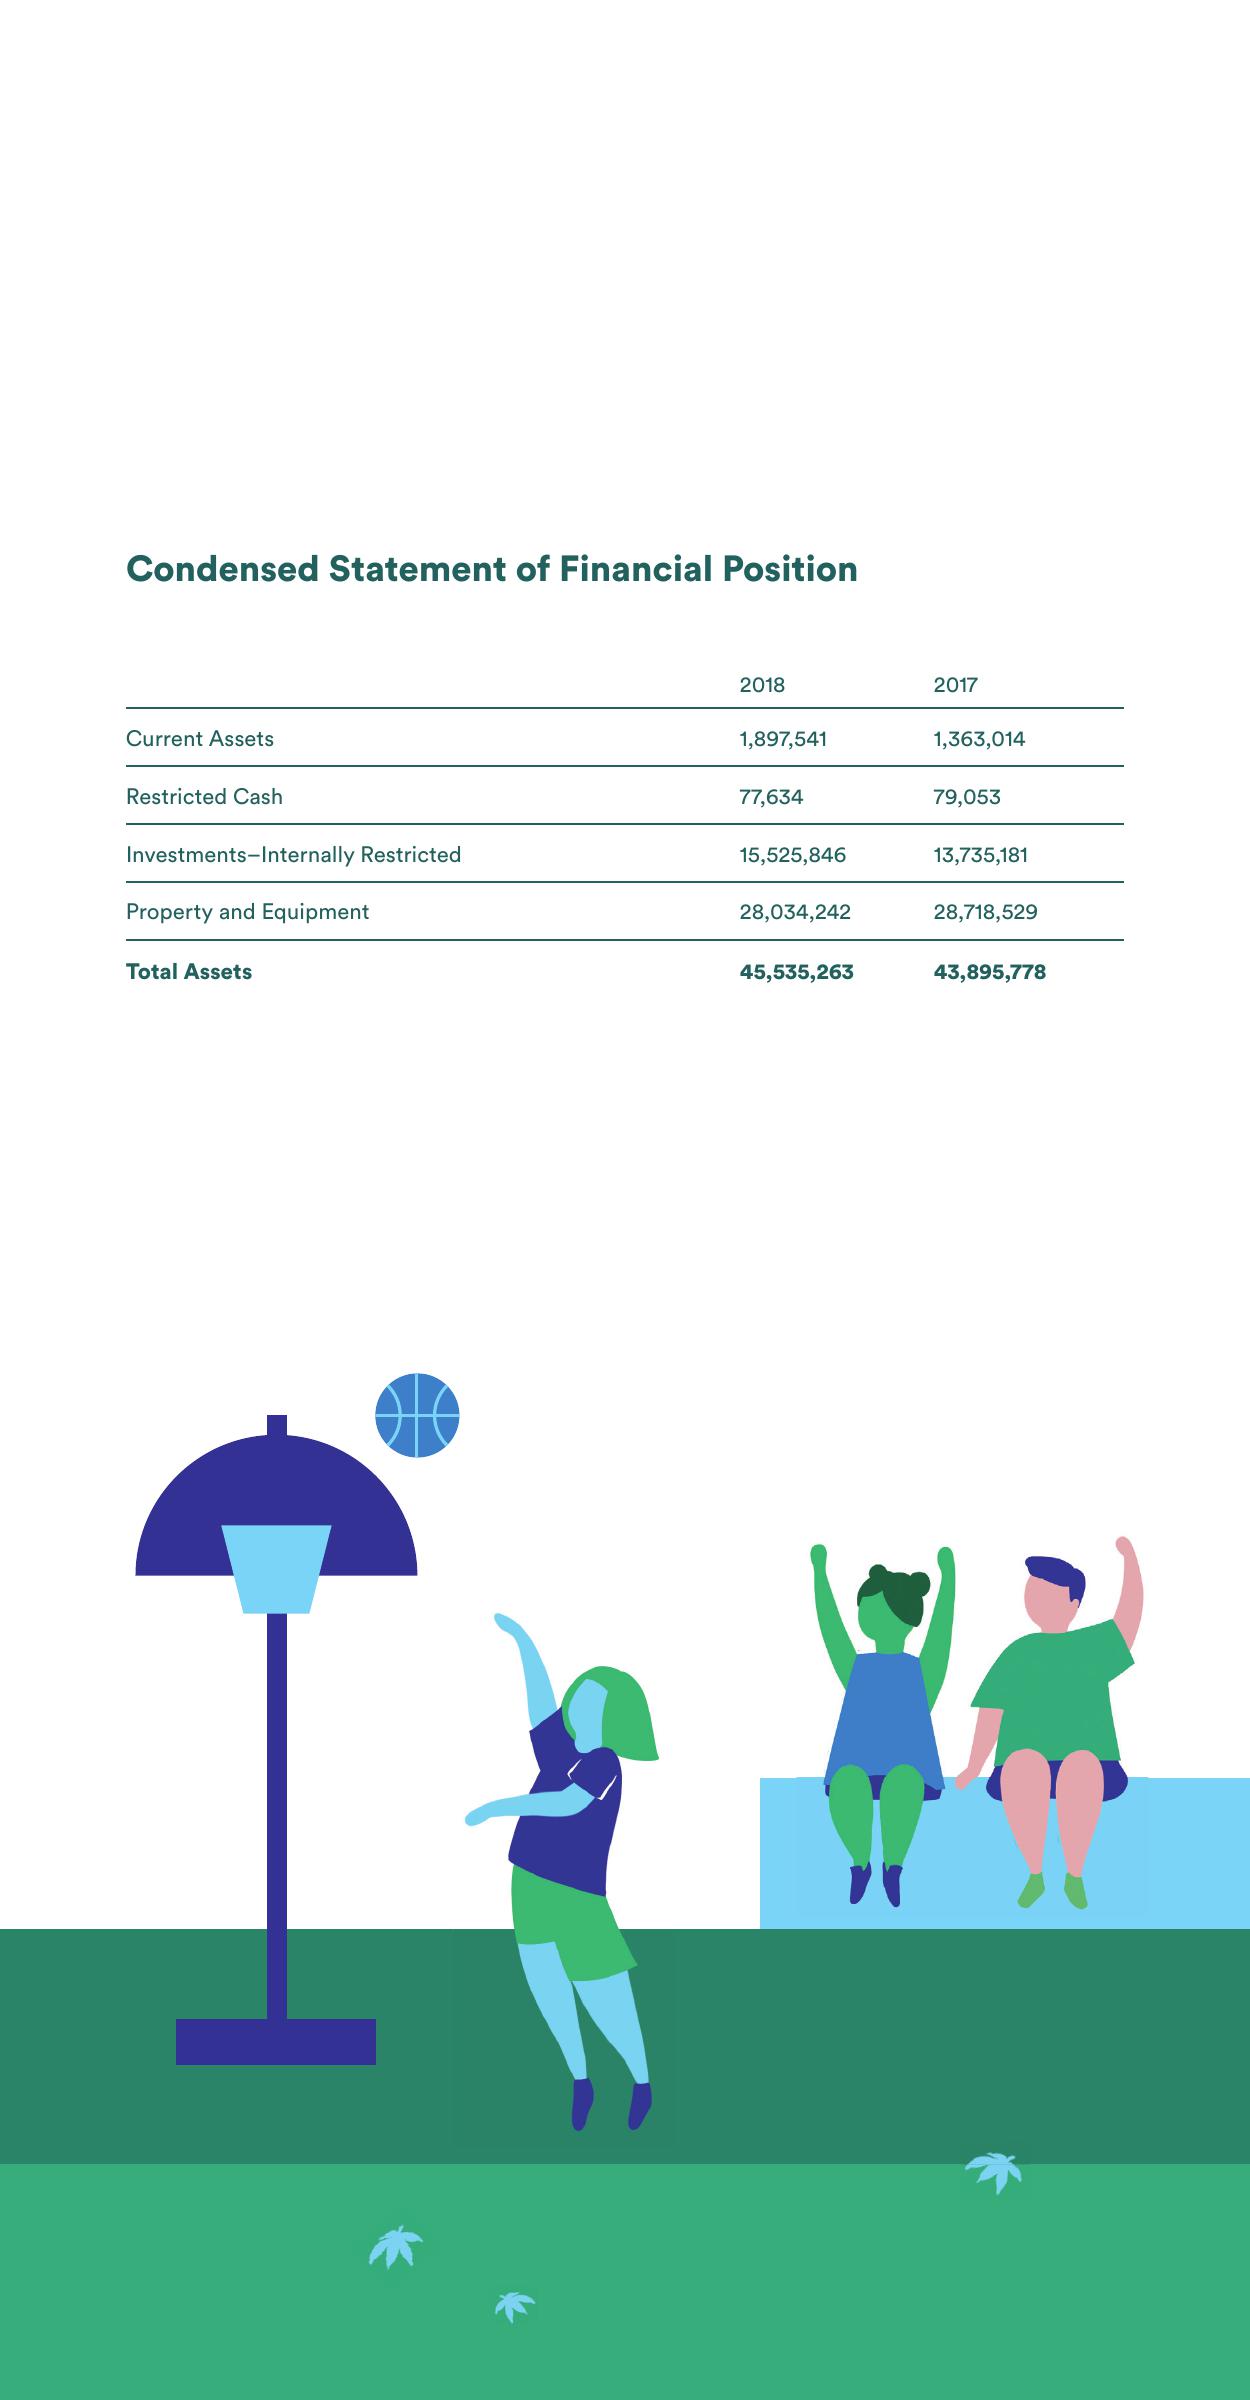 Condensed Statement of Financial Position
2018 2017
Current Assets 1,897,541 1,363,014
Restricted Cash 77,634 79,053
Investments–Internally Restricted 15,525,846 13,735,181
Property and Equipment 28,034,242 28,718,529
Total Assets 45,535,263 43,895,778